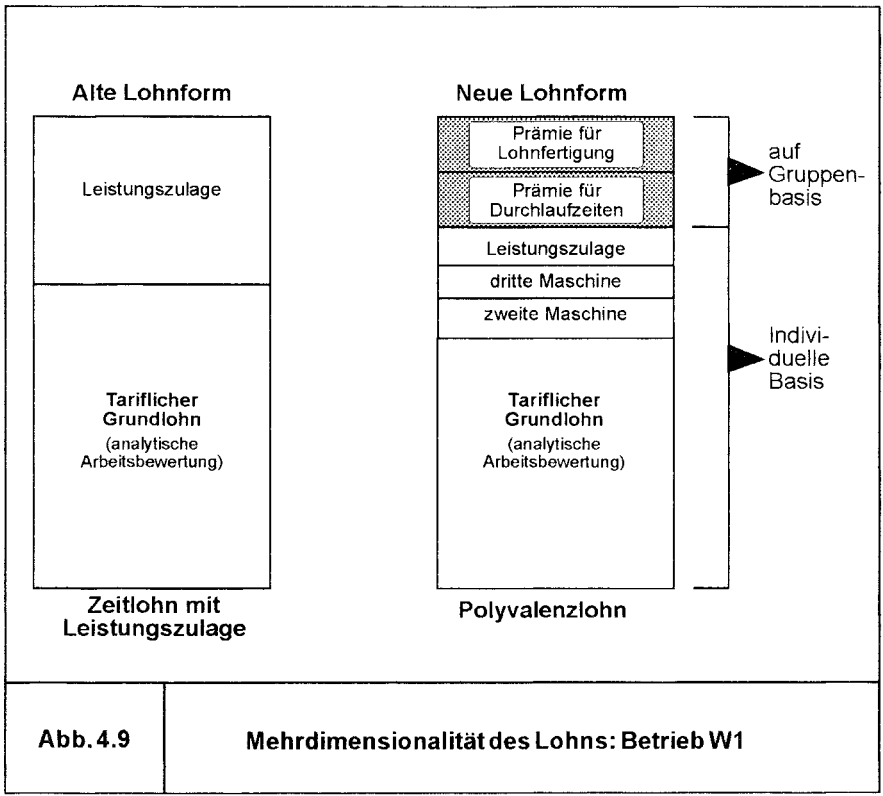 Alte Lohnform
Leistungszulage
Tariflicher
Grundlohn
(analytische
Arbeitsbewertung)
Zeitlohn mit
Leistungszulage
Neue Lohnform
Prämie für
Lohnfertigung
Prämie für
Durchlaufzeiten
Leistungszulage
dritte Maschine
zweite Maschine
Tariflicher
Grundlohn
(analytische
Arbeitsbewertung)
Polyvalenzlohn
auf
Gruppen-
basis
Indivi-
duelle
Basis
Abb. 4.9
Mehrdimensionalität des Lohns: Betrieb W1